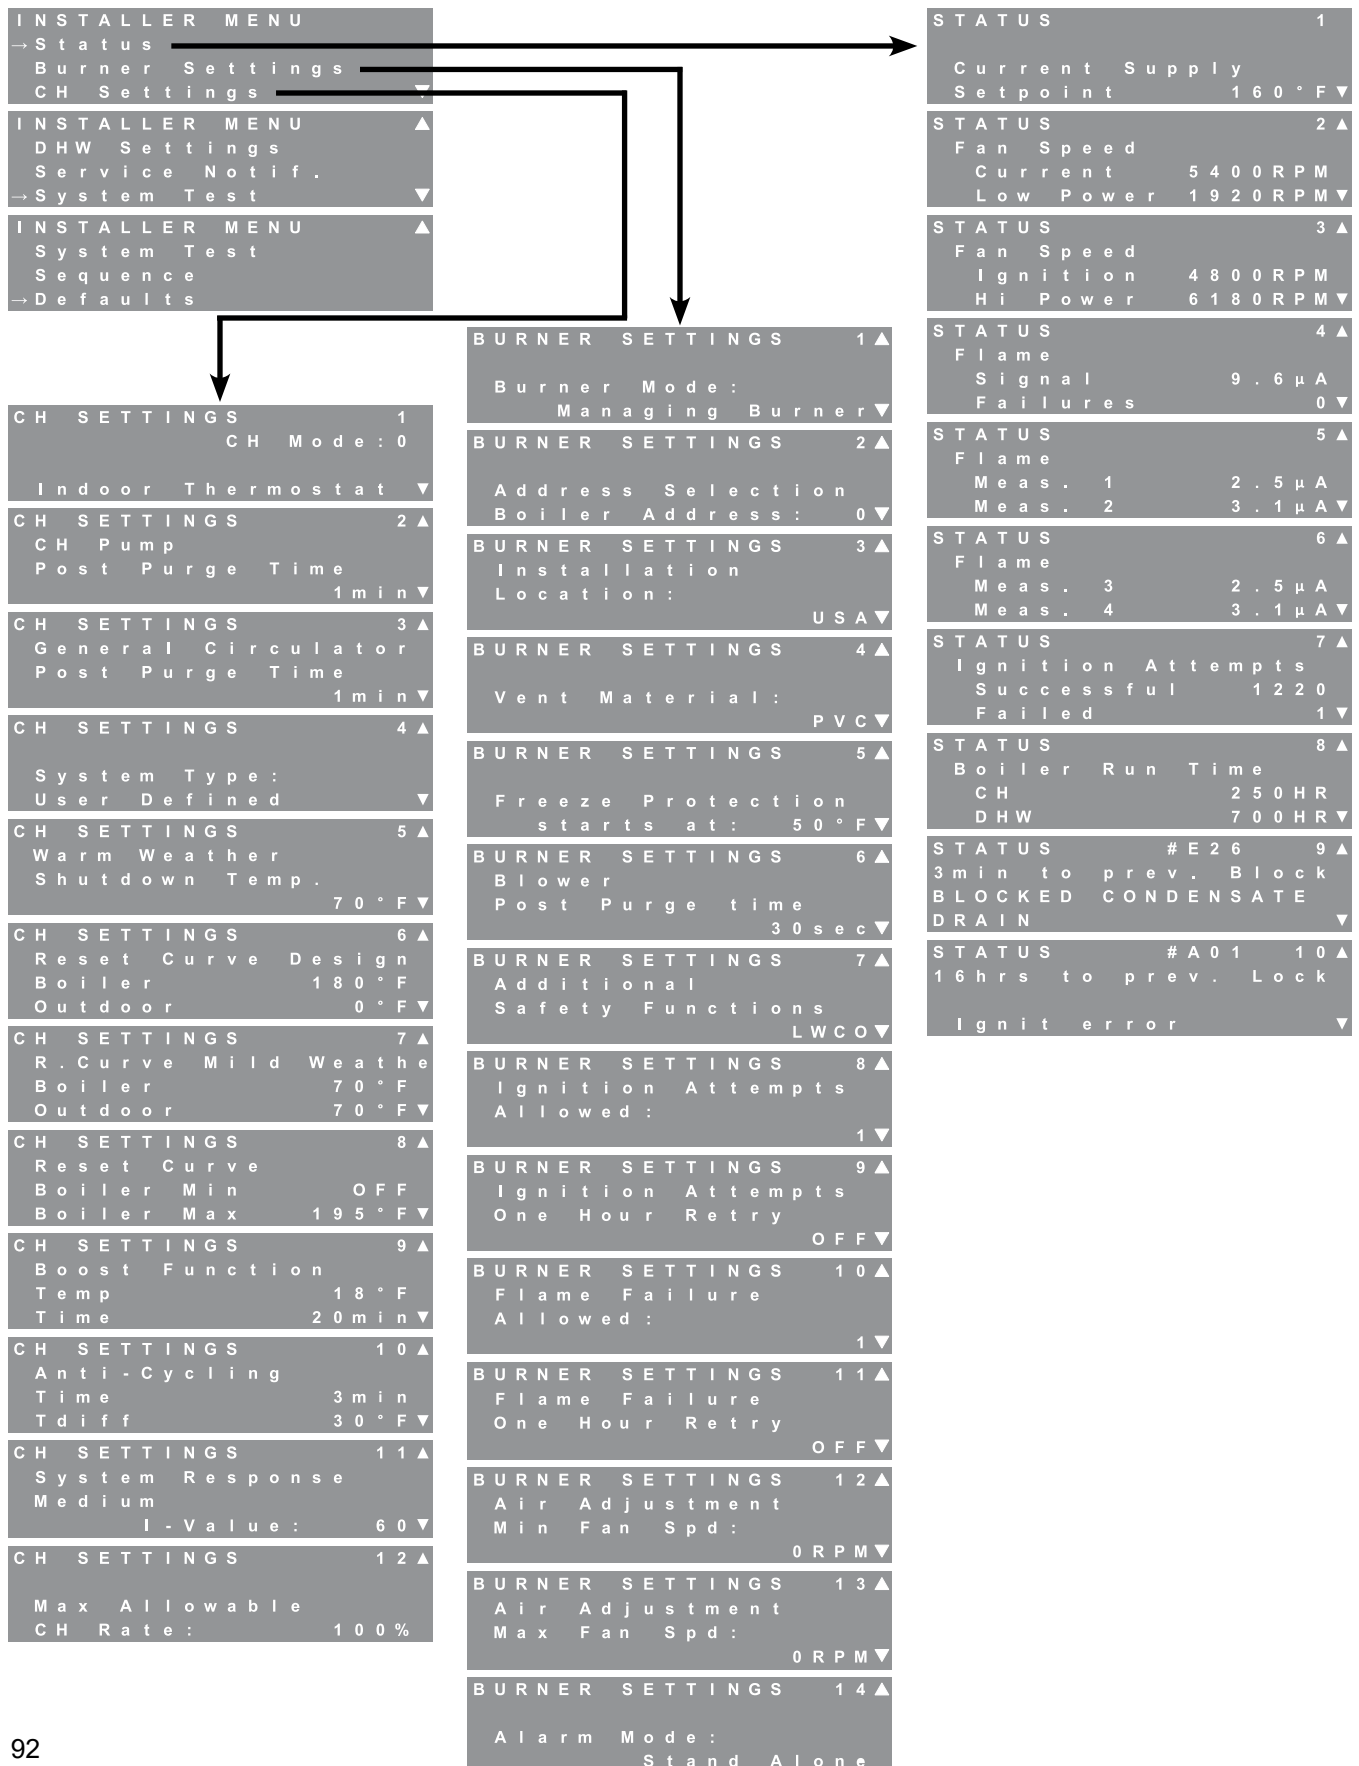 INSTALLER MENU
→Status
Burner Settings
CH Settings ▼
INSTALLER MENU ▲
DHW Settings
Service Notif.
→System Test ▼
INSTALLER MENU ▲
System Test
Sequence
→Defaults
CH SETTINGS 1
CH Mode:0
Indoor Thermostat ▼
CH SETTINGS 2▲
CH Pump
Post Purge Time
1min▼
CH SETTINGS 3▲
General Circulator
Post Purge Time
1min▼
CH SETTINGS 4▲
System Type:
User Defined ▼
CH SETTINGS 5▲
Warm Weather
Shutdown Temp.
70°F▼
CH SETTINGS 6▲
Reset Curve Design
Boiler 180°F
Outdoor 0°F▼
CH SETTINGS 7▲
R.Curve Mild Weathe
Boiler 70°F
Outdoor 70°F▼
CH SETTINGS 8▲
Reset Curve
Boiler Min OFF
Boiler Max 195°F▼
CH SETTINGS 9▲
Boost Function
Temp 18°F
Time 20min▼
CH SETTINGS 10▲
Anti-Cycling
Time 3min
Tdiff 30°F▼
CH SETTINGS 11▲
System Response
Medium
I-Value: 60▼
CH SETTINGS 12▲
Max Allowable
CH Rate: 100%
BURNER SETTINGS 1▲
Burner Mode:
Managing Burner▼
BURNER SETTINGS 2▲
Address Selection
Boiler Address: 0▼
BURNER SETTINGS 3▲
Installation
Location:
USA▼
BURNER SETTINGS 4▲
Vent Material:
PVC▼
BURNER SETTINGS 5▲
Freeze Protection
starts at: 50°F▼
BURNER SETTINGS 6▲
Blower
Post Purge time
30sec▼
BURNER SETTINGS 7▲
Additional
Safety Functions
LWCO▼
BURNER SETTINGS 8▲
Ignition Attempts
Allowed:
1▼
BURNER SETTINGS 9▲
Ignition Attempts
One Hour Retry
OFF▼
BURNER SETTINGS 10▲
Flame Failure
Allowed:
1▼
BURNER SETTINGS 11▲
Flame Failure
One Hour Retry
OFF▼
BURNER SETTINGS 12▲
Air Adjustment
Min Fan Spd:
0RPM▼
BURNER SETTINGS 13▲
Air Adjustment
Max Fan Spd:
0RPM▼
BURNER SETTINGS 14▲
Alarm Mode:
Stand Alone
STATUS 1
Current Supply
Setpoint 160°F▼
STATUS 2▲
Fan Speed
Current 5400RPM
Low Power 1920RPM▼
STATUS 3▲
Fan Speed
Ignition 4800RPM
Hi Power 6180RPM▼
STATUS 4▲
Flame
Signal 9.6µA
Failures 0▼
STATUS 5▲
Flame
Meas. 1 2.5µA
Meas. 2 3.1µA▼
STATUS 6▲
Flame
Meas. 3 2.5µA
Meas. 4 3.1µA▼
STATUS 7▲
Ignition Attempts
Successful 1220
Failed 1▼
STATUS 8▲
Boiler Run Time
CH 250HR
DHW 700HR▼
STATUS #E26 9▲
3min to prev. Block
BLOCKED CONDENSATE
DRAIN ▼
STATUS #A01 10▲
16hrs to prev. Lock
Ignit error ▼
92